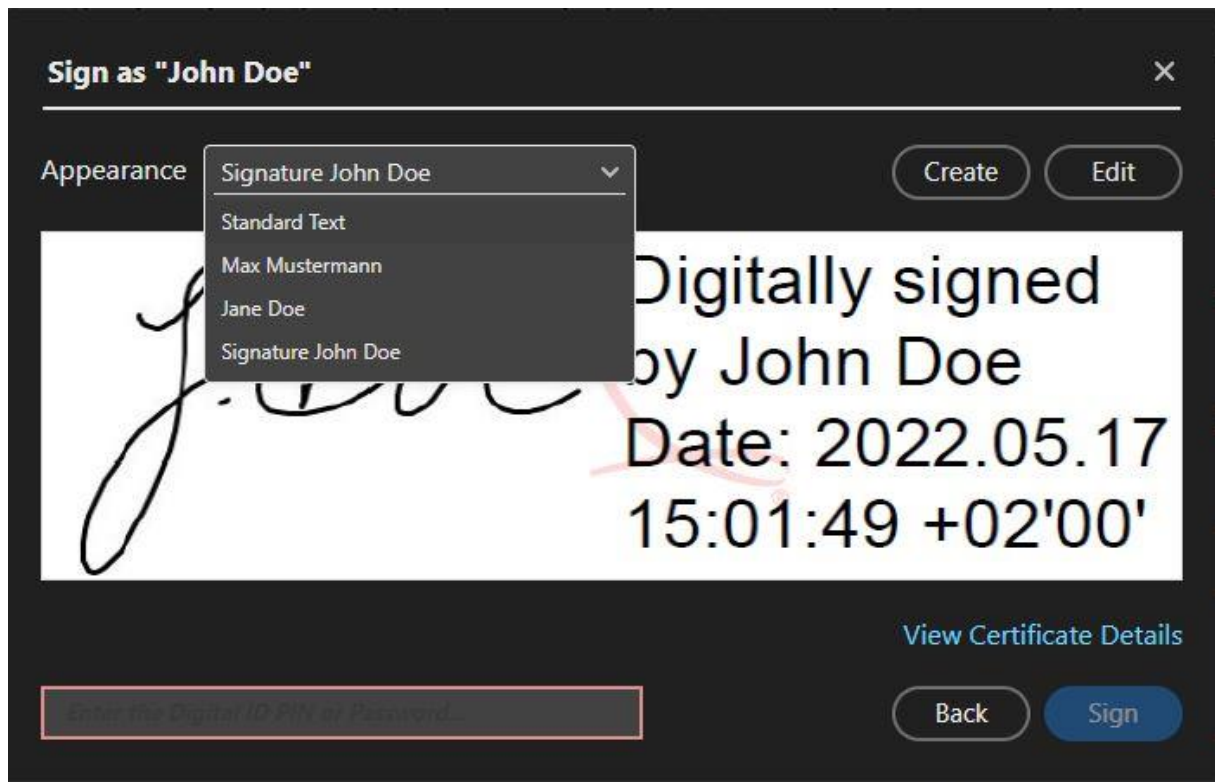 Sign as "John Doe"
Appearance
Signature John Doe
Create
Edit
Standard Text
Max Mustermann
Jane Doe
Signature John Doe
Digitally signed
by John Doe
Date: 2022.05.17
15:01:49 +02'00'
View Certificate Details
Enter the Digital ID PIN or Password...
Back
Sign